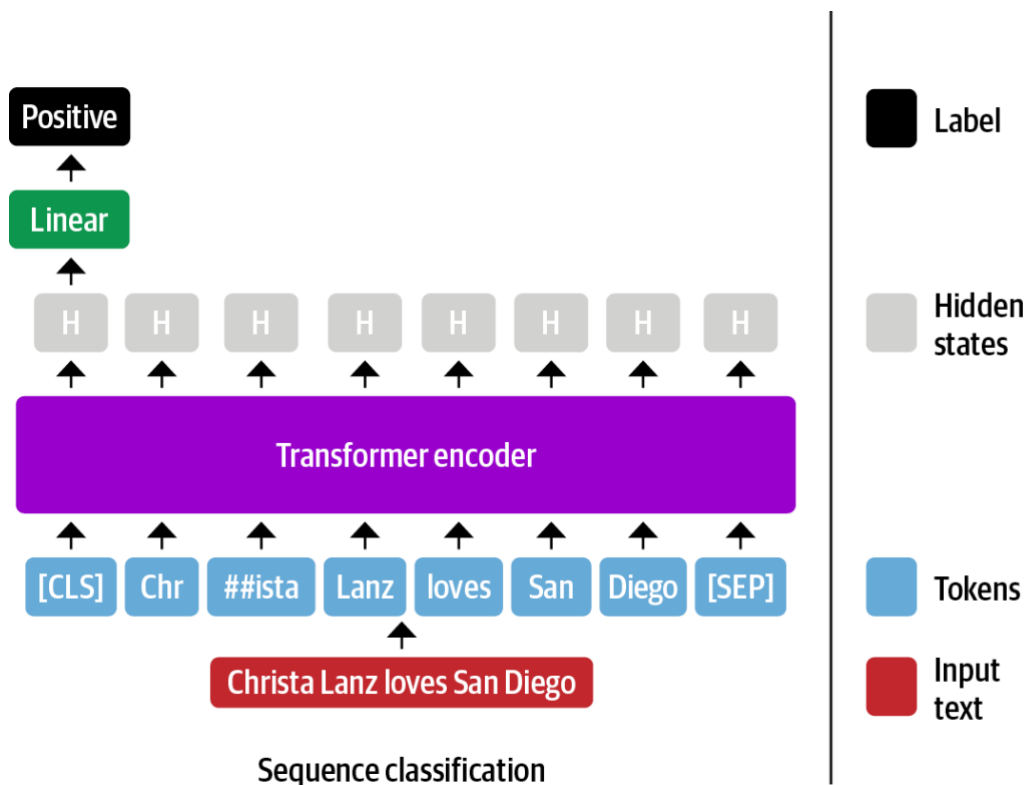 Positive
Linear
H H H H H H H H
Transformer encoder
[CLS] Chr ##ista Lanz loves San Diego [SEP]
Christa Lanz loves San Diego
Sequence classification
Label
Hidden
states
Tokens
Input
text